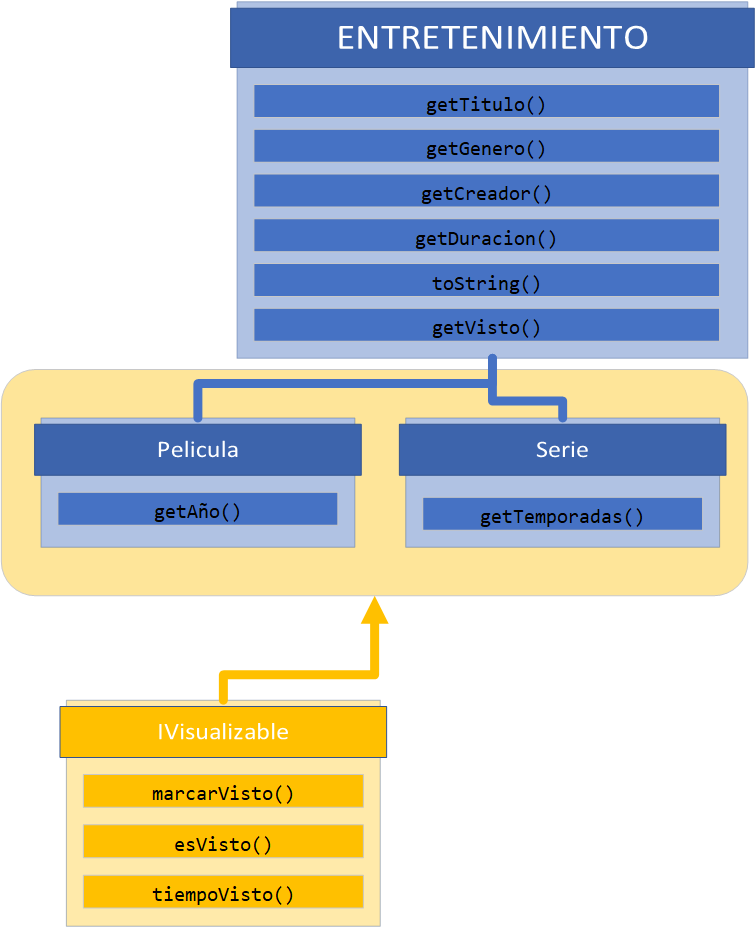 ENTRETENIMIENTO
getTitulo()
getGenero()
getCreador()
getDuracion()
toString()
getVisto()
Pelicula
getAño()
Serie
getTemporadas()
IVisualizable
marcarVisto()
esVisto()
tiempoVisto()